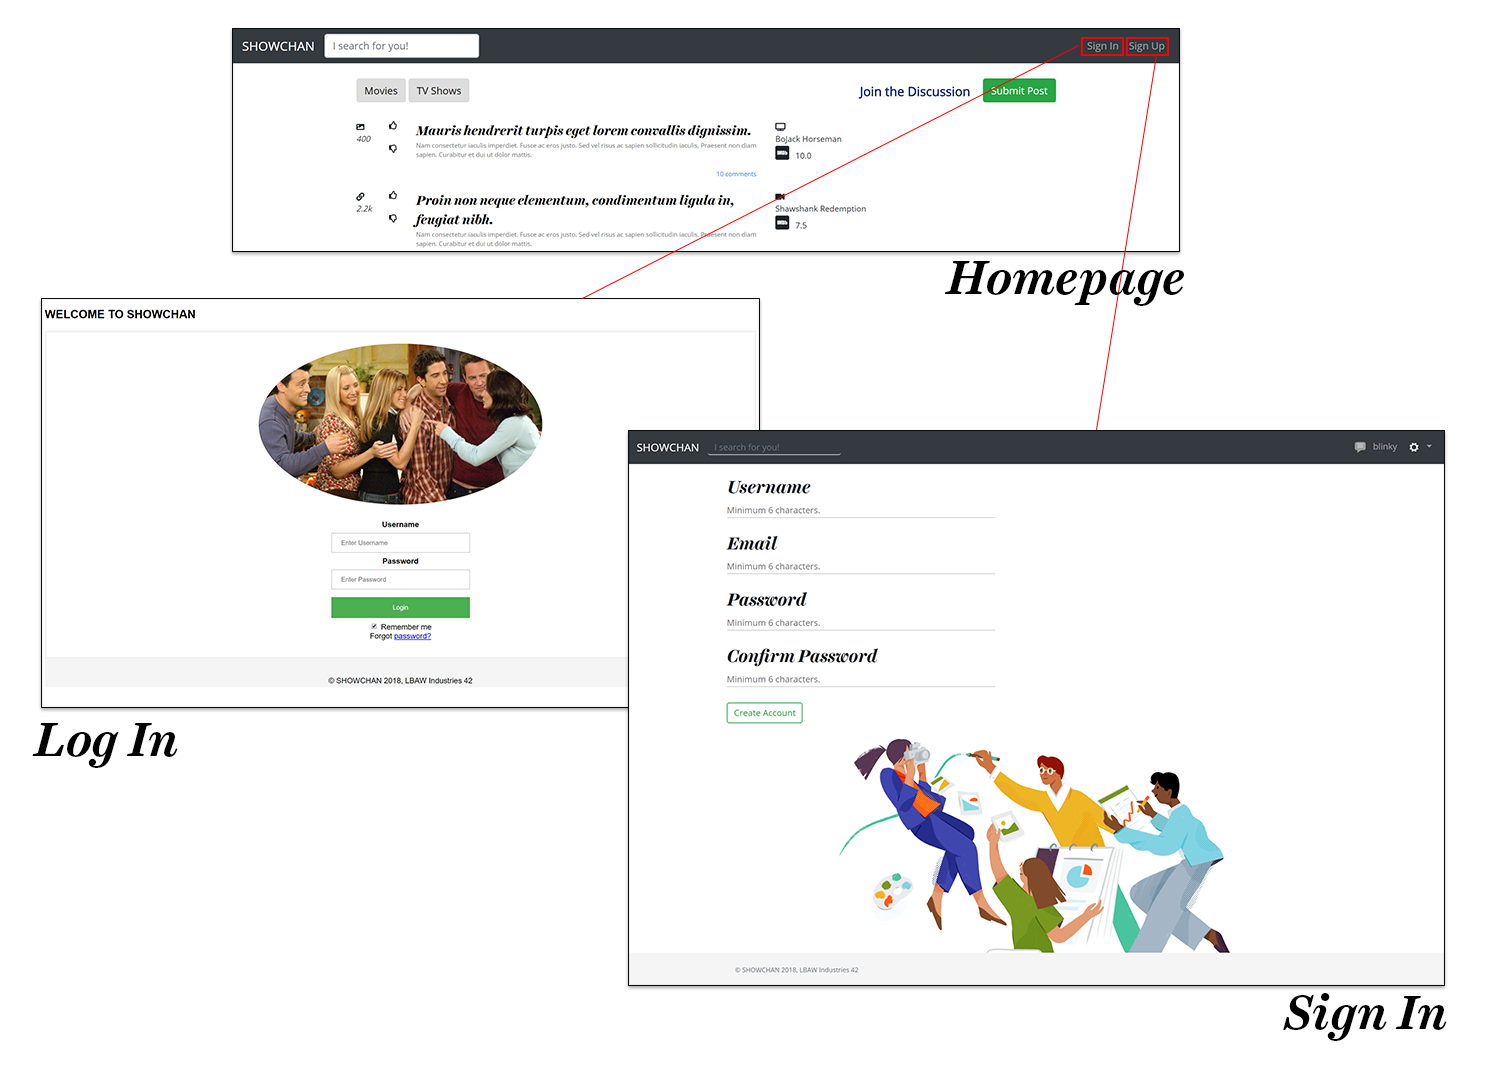 SHOWCHAN
I search for you!
Sign In
Sign Up
Movies
TV Shows
Join the Discussion
Submit Post
400
Mauris hendrerit turpis eget lorem convallis dignissim.
Nam consectetur iaculis imperdiet. Fusce ac eros justo. Sed vel risus ac sapien sollicitudin iaculis. Praesent non diam
sapien. Curabitur et dui ut dolor mattis.
10 comments
BoJack Horseman
10.0
2.2k
Proin non neque elementum, condimentum ligula in,
feugiat nibh.
Nam consectetur iaculis imperdiet. Fusce ac eros justo. Sed vel risus ac sapien sollicitudin iaculis. Praesent non diam
sapien. Curabitur et dui ut dolor mattis.
Shawshank Redemption
7.5
Homepage
WELCOME TO SHOWCHAN
Username
Enter Username
Password
Enter Password
Login
Remember me
Forgot password?
© SHOWCHAN 2018, LBAW Industries 42
Log In
SHOWCHAN
I search for you!
blinky
Username
Minimum 6 characters.
Email
Minimum 6 characters.
Password
Minimum 6 characters.
Confirm Password
Minimum 6 characters.
Create Account
© SHOWCHAN 2018, LBAW Industries 42
Sign In